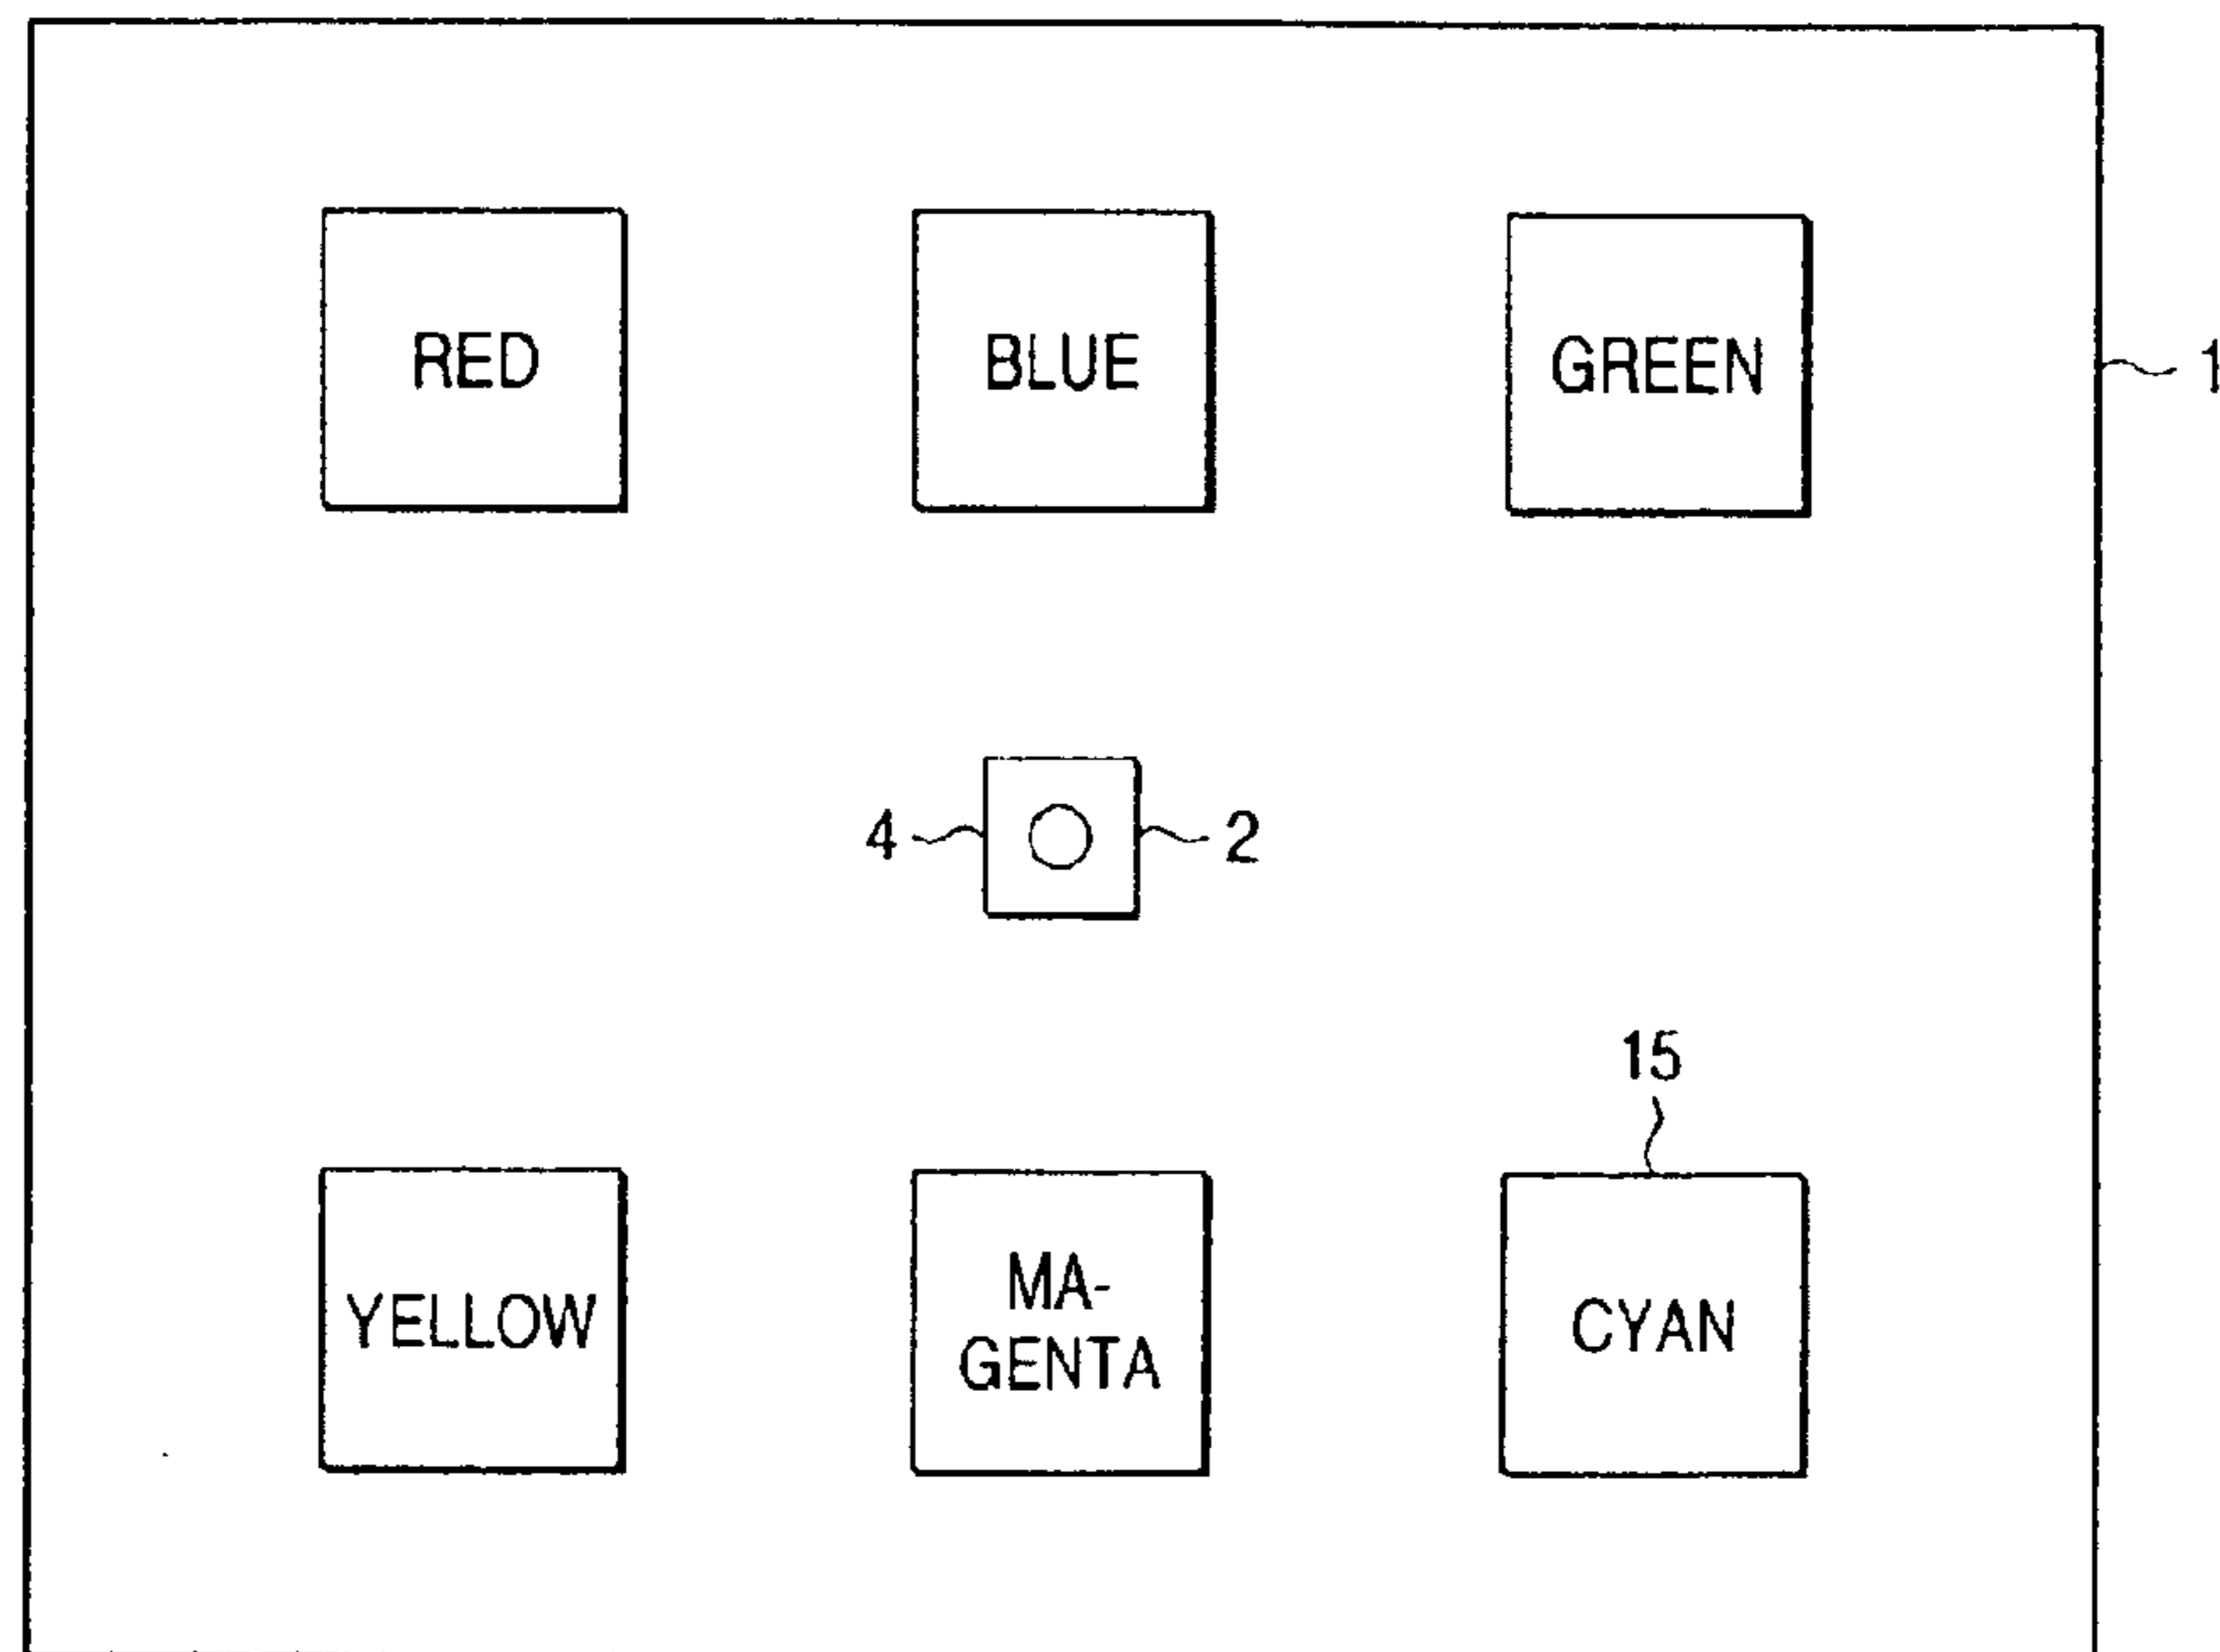 RED
BLUE
GREEN
1
4
2
15
YELLOW
MA-
GENTA
CYAN